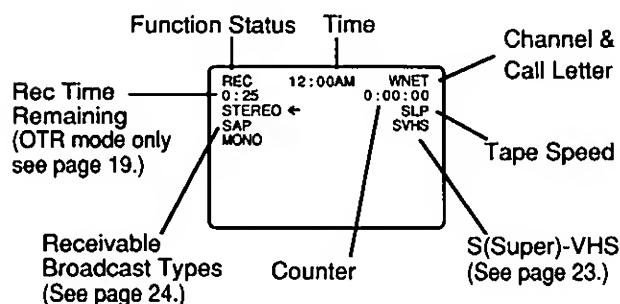 Function Status
Time
Channel &
Call Letter
REC 12:00AM WNET
0:25 0:00:00
STEREO ← SLP
SAP SVHS
MONO
Rec Time
Remaining
(OTR mode only
see page 19.)
Tape Speed
Receivable
Broadcast Types
(See page 24.)
Counter
S(Super)-VHS
(See page 23.)